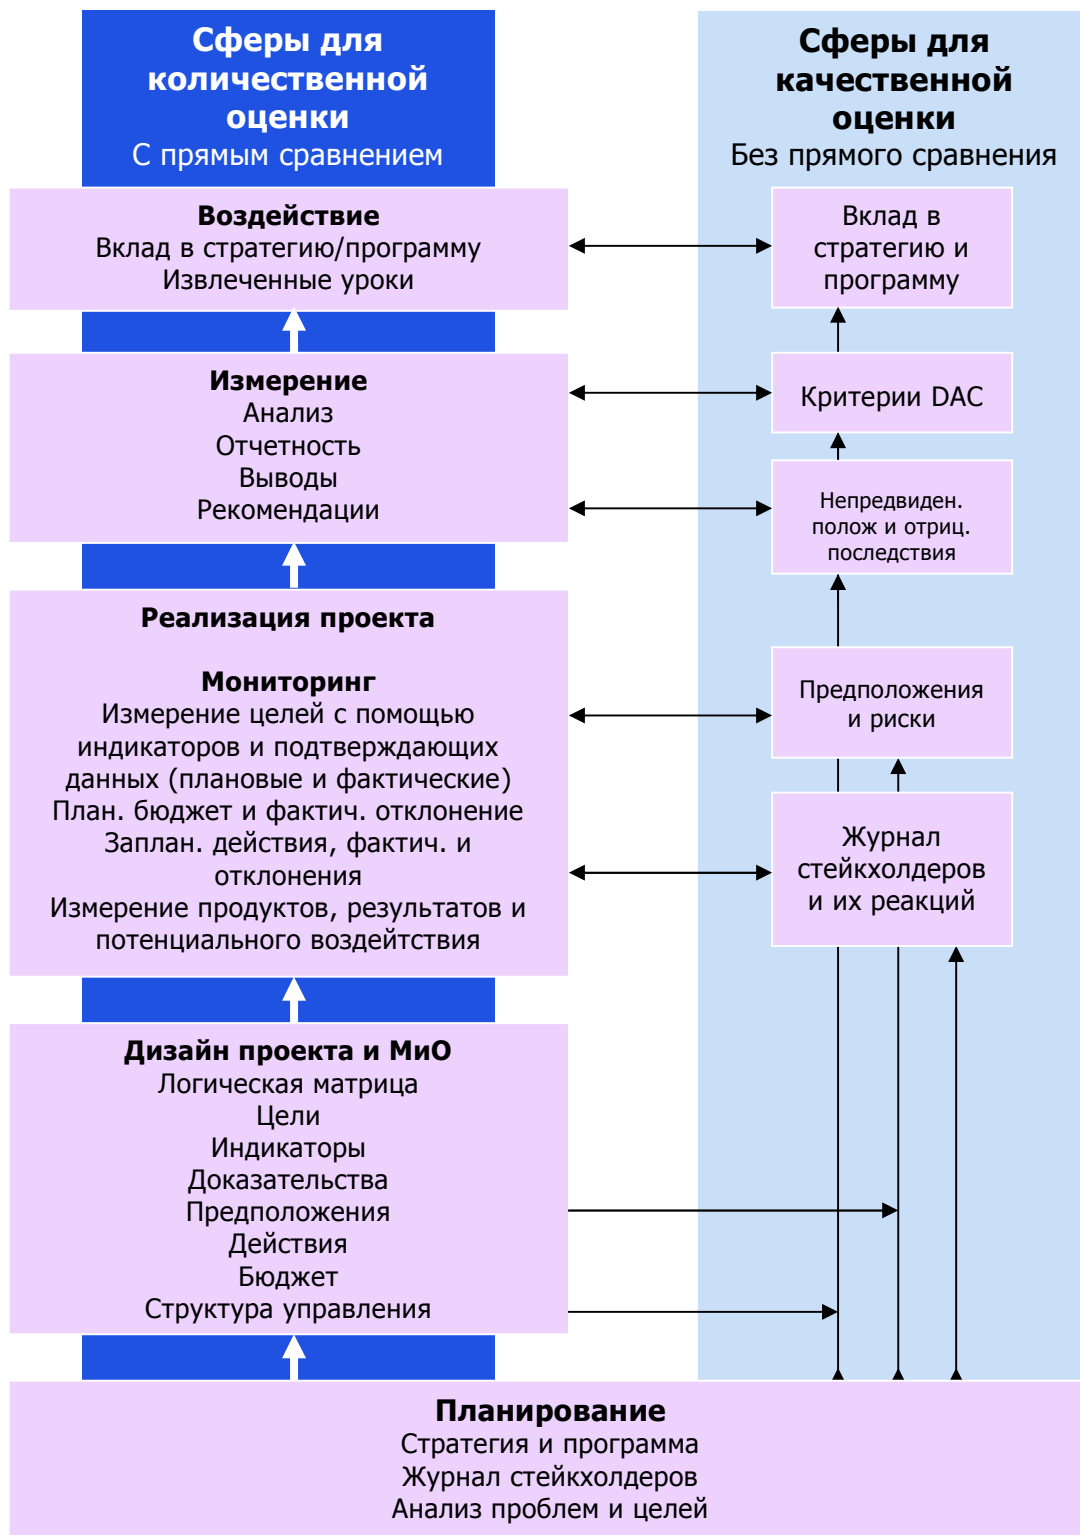 Сферы для
количественной
оценки
С прямым сравнением
Сферы для
качественной
оценки
Без прямого сравнения
Воздействие
Вклад в стратегию/программу
Извлеченные уроки
Вклад в
стратегию и
программу
Измерение
Анализ
Отчетность
Выводы
Рекомендации
Критерии DAC
Непредвиден.
полож и отриц.
последствия
Реализация проекта
Мониторинг
Измерение целей с помощью
индикаторов и подтверждающих
данных (плановые и фактические)
План. бюджет и фактич. отклонение
Заплан. действия, фактич. и
отклонения
Измерение продуктов, результатов и
потенциального воздейтствия
Предположения
и риски
Журнал
стейкхолдеров
и их реакций
Дизайн проекта и МиО
Логическая матрица
Цели
Индикаторы
Доказательства
Предположения
Действия
Бюджет
Структура управления
Планирование
Стратегия и программа
Журнал стейкхолдеров
Анализ проблем и целей